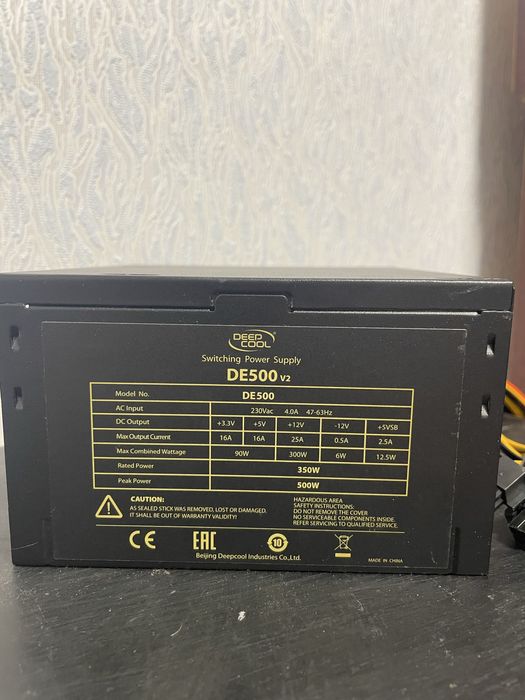 DEEP
COOL
Switching Power Supply
DE500 V2
Model No. DE500
AC Input 230Vac 4.0A 47-63Hz
DC Output +3.3V +5V +12V -12V +5VSB
Max Output Current 16A 16A 25A 0.5A 2.5A
Max Combined Wattage 90W 300W 6W 12.5W
Rated Power 350W
Peak Power 500W
CAUTION:
AS SEALED STICK WAS REMOVED, LOST OR DAMAGED.
IT SHALL BE OUT OF WARRANTY VALIDITY!
HAZARDOUS AREA
SAFETY INSTRUCTIONS:
DO NOT REMOVE THE COVER
NO SERVICEABLE COMPONENTS INSIDE.
REFER SERVICING TO QUALIFIED SERVICE.
CE EAC 10
Beijing Deepcool Industries Co.,Ltd.
MADE IN CHINA